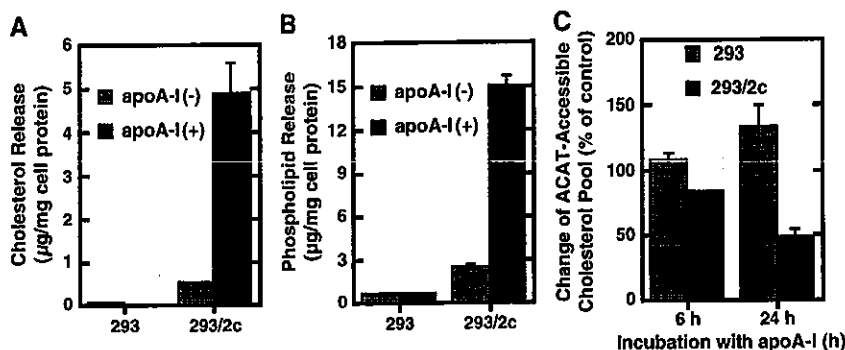 A
Cholesterol Release
(µg/mg cell protein)
6
5
4
3
2
1
0
apoA-I (-)
apoA-I (+)
293
293/2c
B
Phospholipid Release
(µg/mg cell protein)
18
15
12
9
6
3
0
apoA-I (-)
apoA-I (+)
293
293/2c
C
Change of ACAT-Accessible
Cholesterol Pool (% of control)
200
150
100
50
0
293
293/2c
6 h
24 h
Incubation with apoA-I (h)